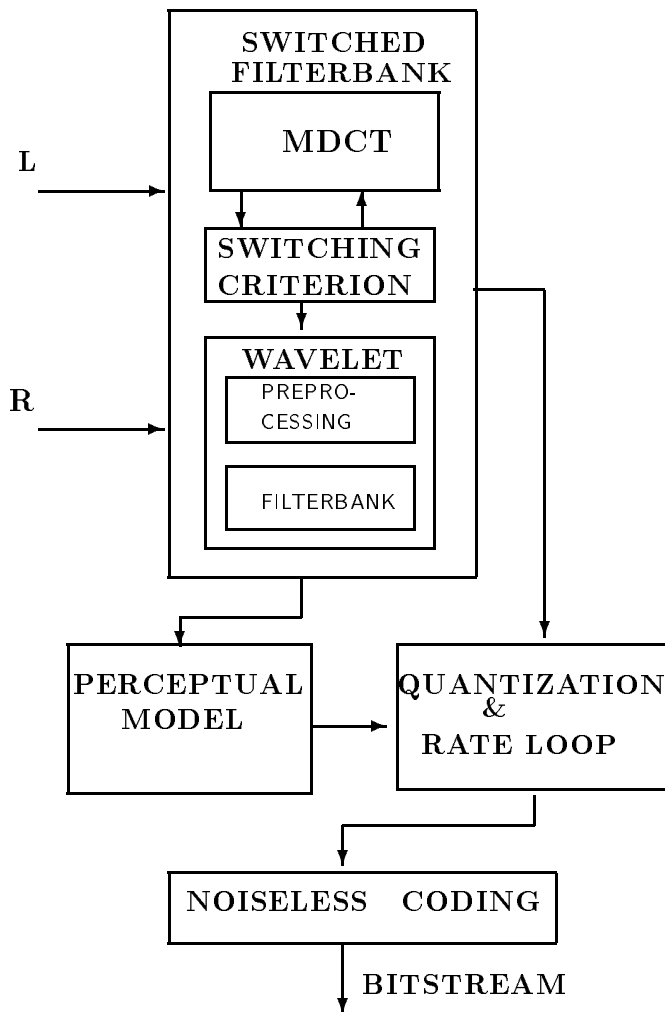 SWITCHED
FILTERBANK
MDCT
L
SWITCHING
CRITERION
WAVELET
PREPRO-
CESSING
R
FILTERBANK
PERCEPTUAL
MODEL
QUANTIZATION
&
RATE LOOP
NOISELESS CODING
BITSTREAM